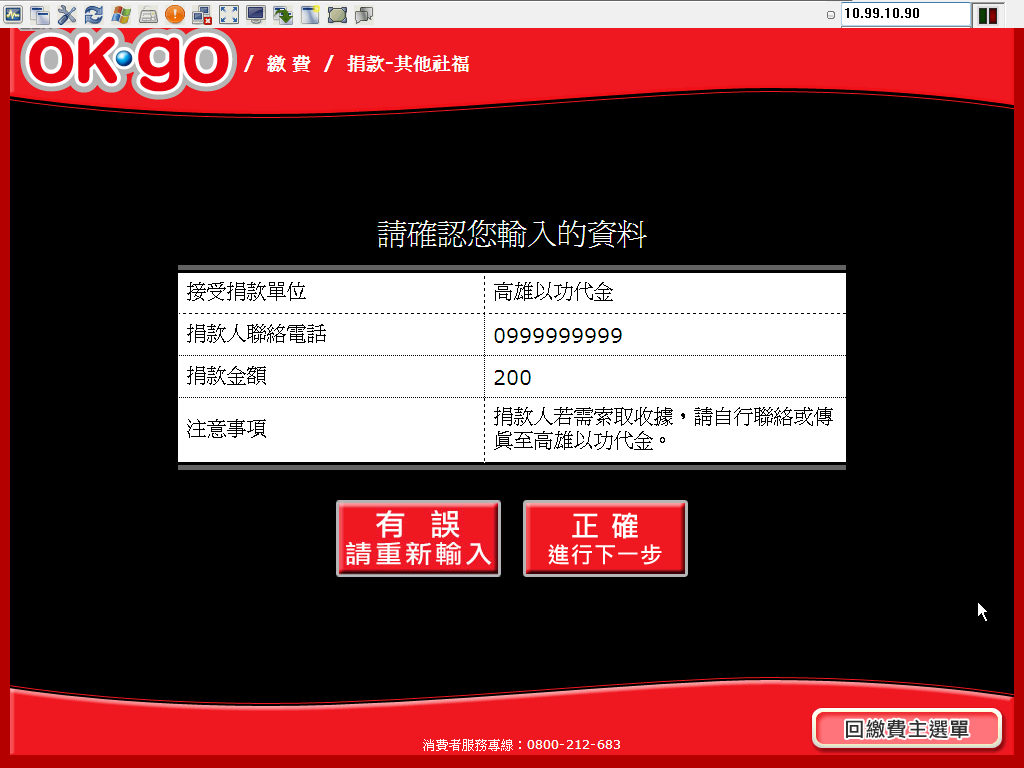 10.99.10.90
OK go / 繳費 / 捐款-其他社福
請確認您輸入的資料
接受捐款單位 高雄以功代金
捐款人聯絡電話 0999999999
捐款金額 200
注意事項 捐款人若需索取收據,請自行聯絡或傳
真至高雄以功代金。
有 誤
請重新輸入
正 確
進行下一步
回繳費主選單
消費者服務專線:0800-212-683